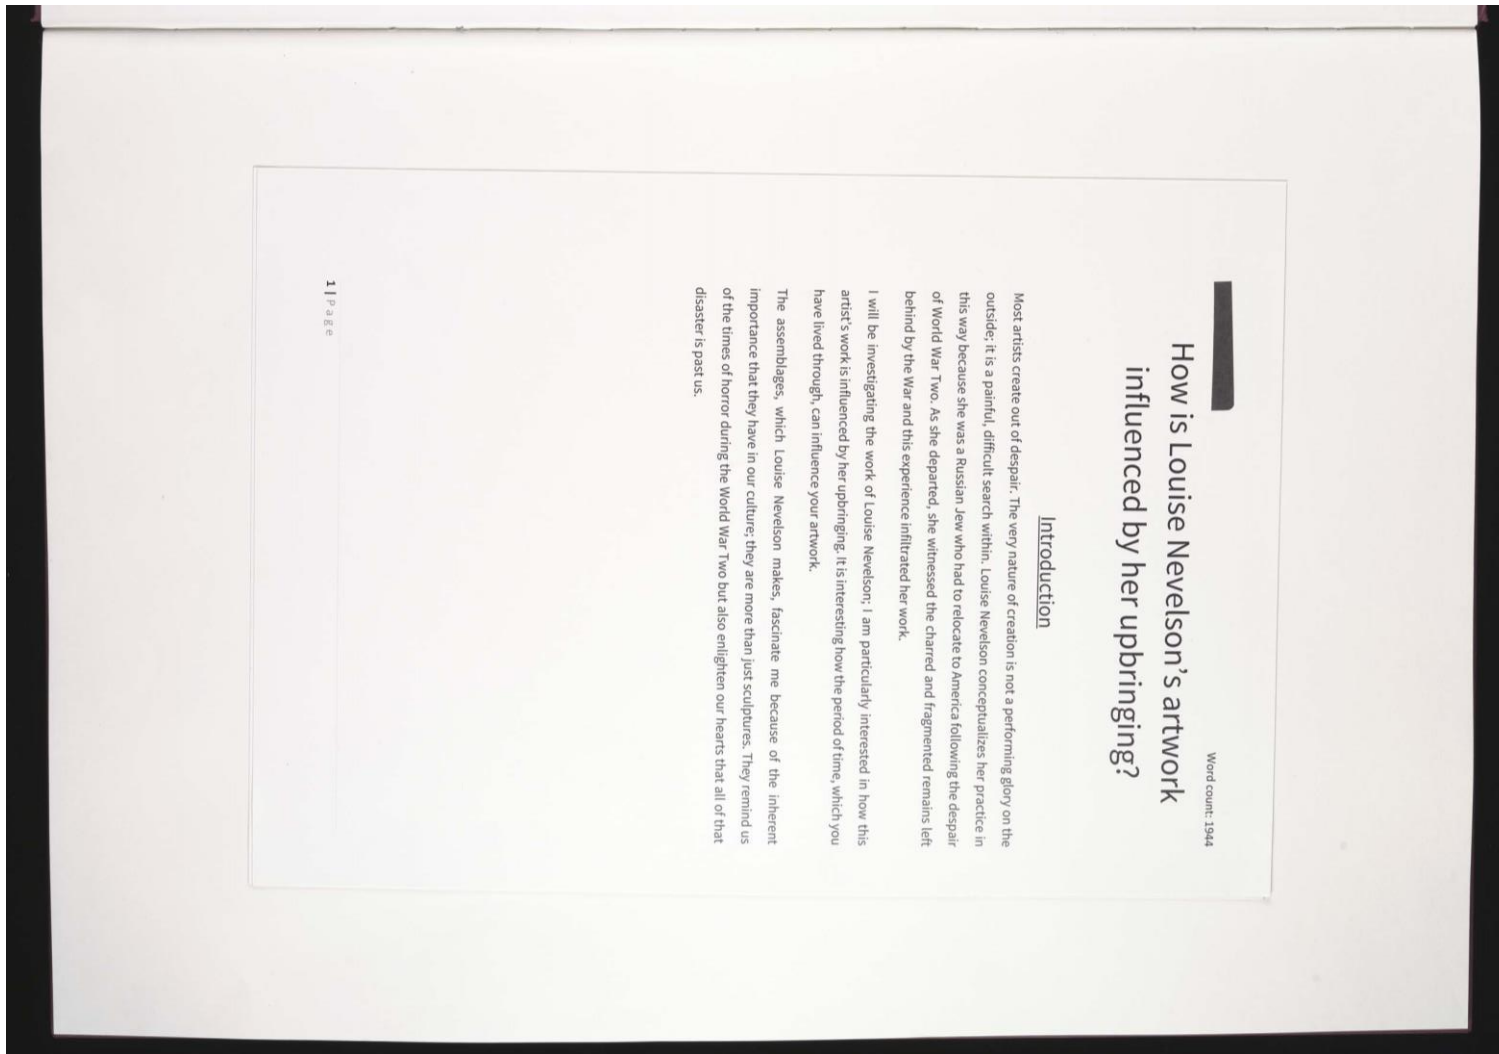 Word count: 1944
How is Louise Nevelson's artwork
influenced by her upbringing?
Introduction
Most artists create out of despair. The very nature of creation is not a performing glory on the
outside; it is a painful, difficult search within. Louise Nevelson conceptualizes her practice in
this way because she was a Russian Jew who had to relocate to America following the despair
of World War Two. As she departed, she witnessed the charred and fragmented remains left
behind by the War and this experience infiltrated her work.
I will be investigating the work of Louise Nevelson; I am particularly interested in how this
artist's work is influenced by her upbringing. It is interesting how the period of time, which you
have lived through, can influence your artwork.
The assemblages, which Louise Nevelson makes, fascinate me because of the inherent
importance that they have in our culture; they are more than just sculptures. They remind us
of the times of horror during the World War Two but also enlighten our hearts that all of that
disaster is past us.
1 | Page